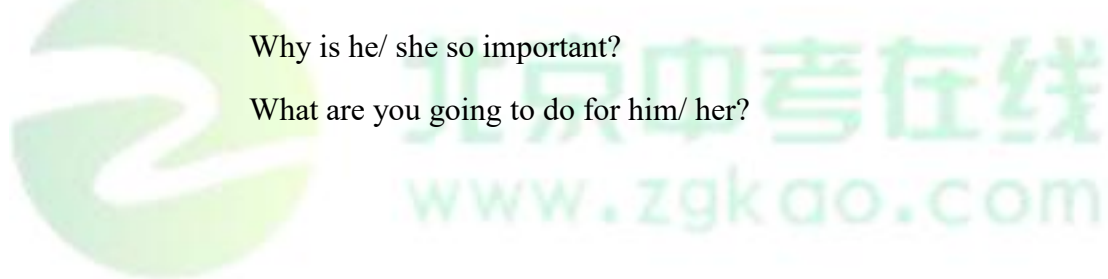 Why is he/ she so important?
What are you going to do for him/ her?
北京中考在线
www.zgkao.com